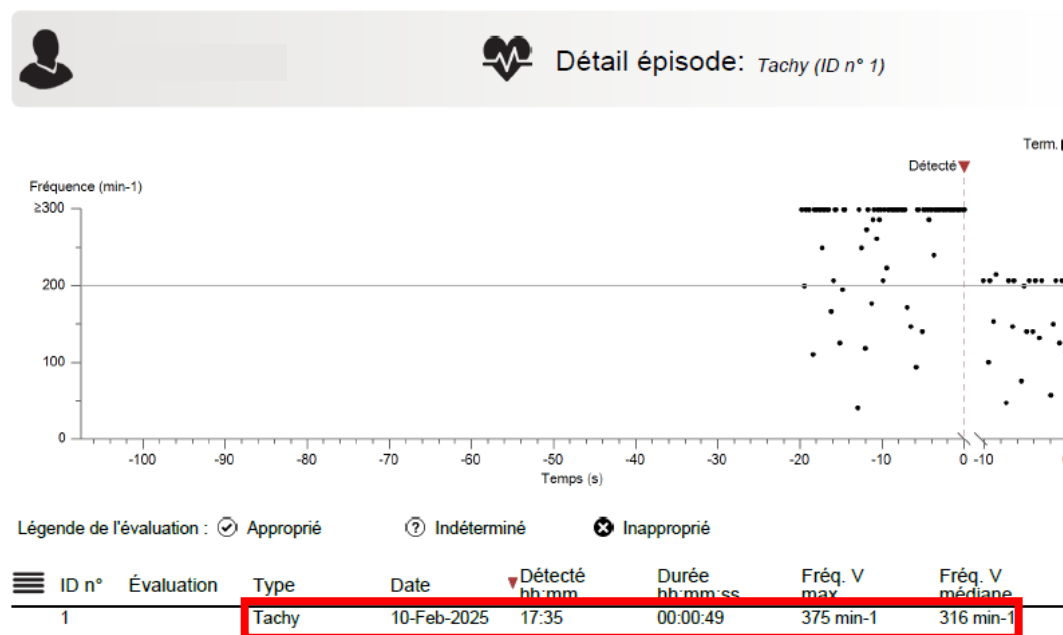 Détail épisode: Tachy (ID n° 1)
Term.
Détecté
Fréquence (min-1)
≥300
200
100
0
-100 -90 -80 -70 -60 -50 -40 -30 -20 -10 0 -10
Temps (s)
Légende de l'évaluation : Approprié ? Indéterminé Inapproprié
ID n° Évaluation Type Date Détecté hh:mm Durée hh:mm:ss Fréq. V max Fréq. V médiane
1 Tachy 10-Feb-2025 17:35 00:00:49 375 min-1 316 min-1